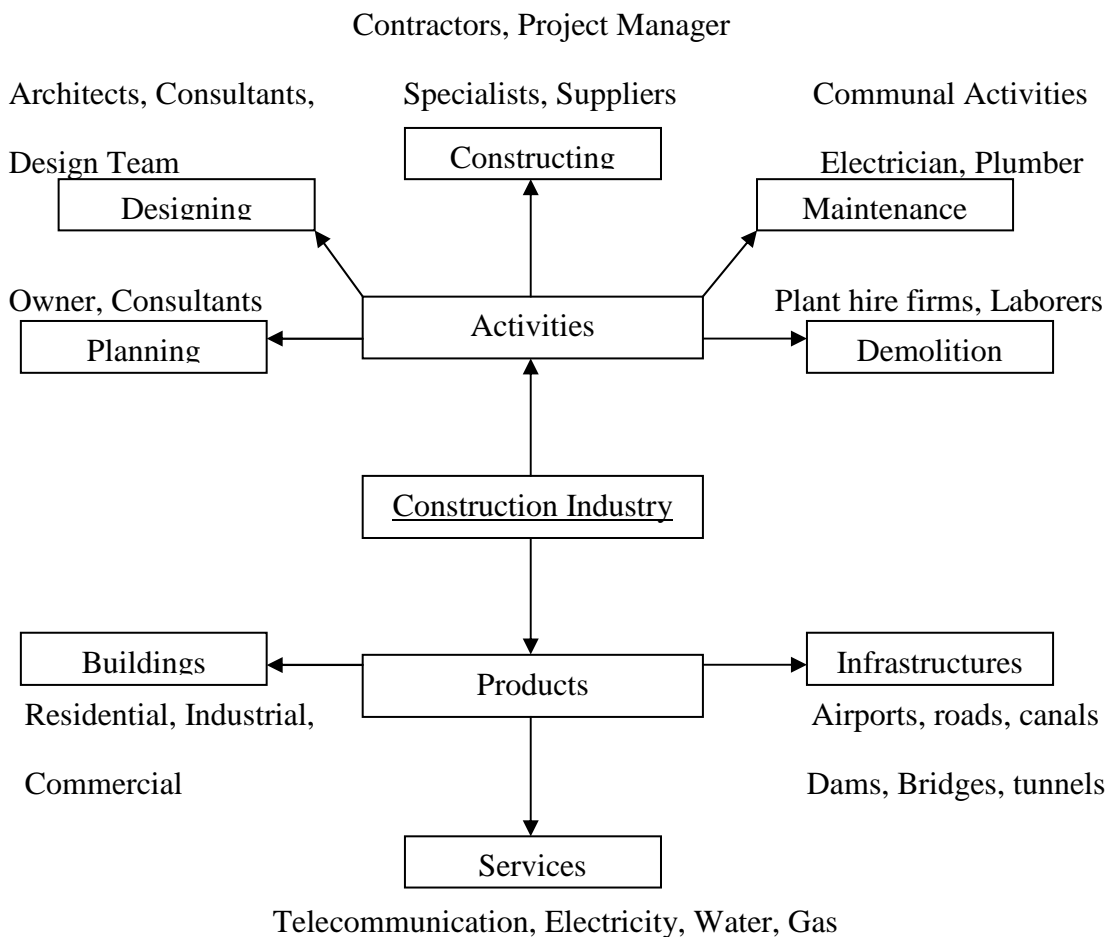 Contractors, Project Manager
Architects, Consultants,
Specialists, Suppliers
Communal Activities
Design Team
Constructing
Electrician, Plumber
Designing
Maintenance
Owner, Consultants
Activities
Plant hire firms, Laborers
Planning
Demolition
Construction Industry
Buildings
Products
Infrastructures
Residential, Industrial,
Airports, roads, canals
Commercial
Dams, Bridges, tunnels
Services
Telecommunication, Electricity, Water, Gas